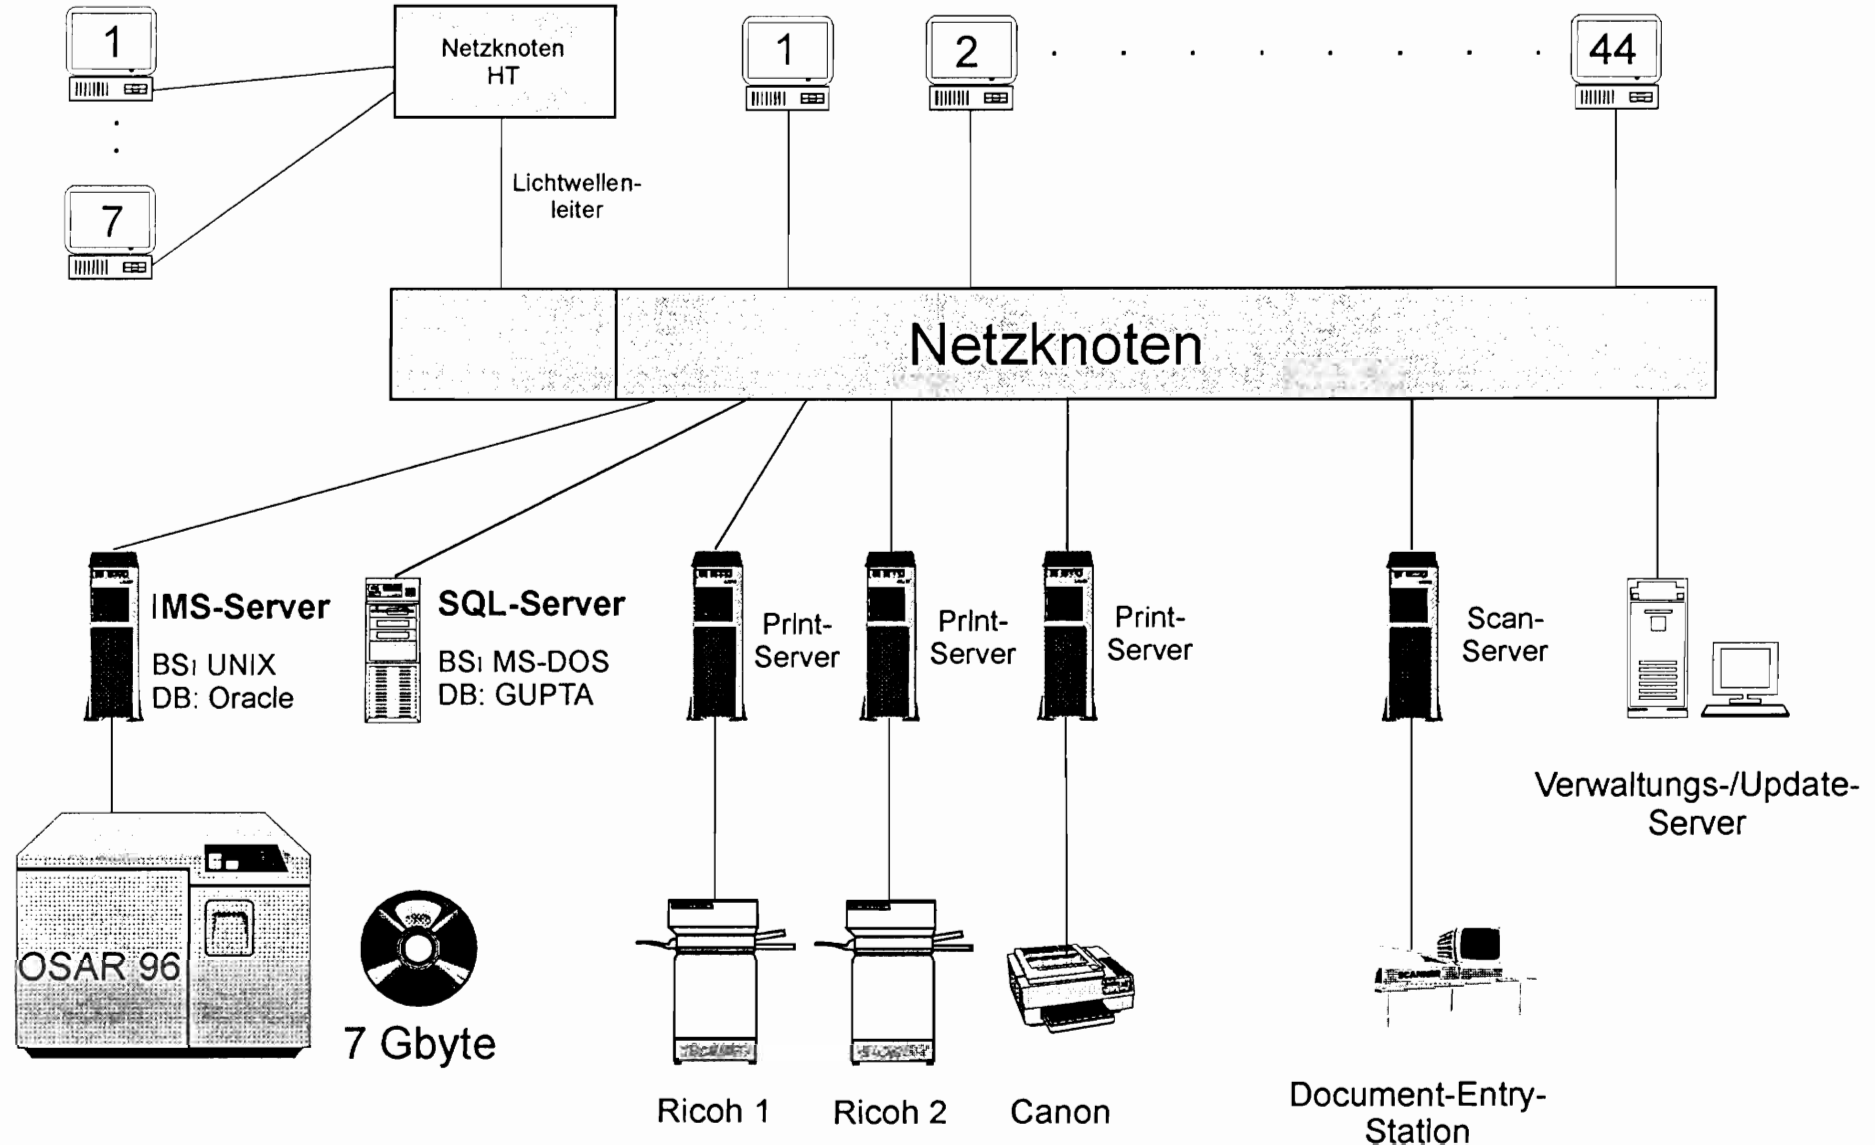 1
Netzknoten
HT
1
2
44
7
Lichtwellen-
leiter
Netzknoten
IMS-Server
BS: UNIX
DB: Oracle
SQL-Server
BS: MS-DOS
DB: GUPTA
Print-
Server
Print-
Server
Print-
Server
Scan-
Server
Verwaltungs-/Update-
Server
OSAR 96
7 Gbyte
SCANNER
Ricoh 1
Ricoh 2
Canon
Document-Entry-
Station